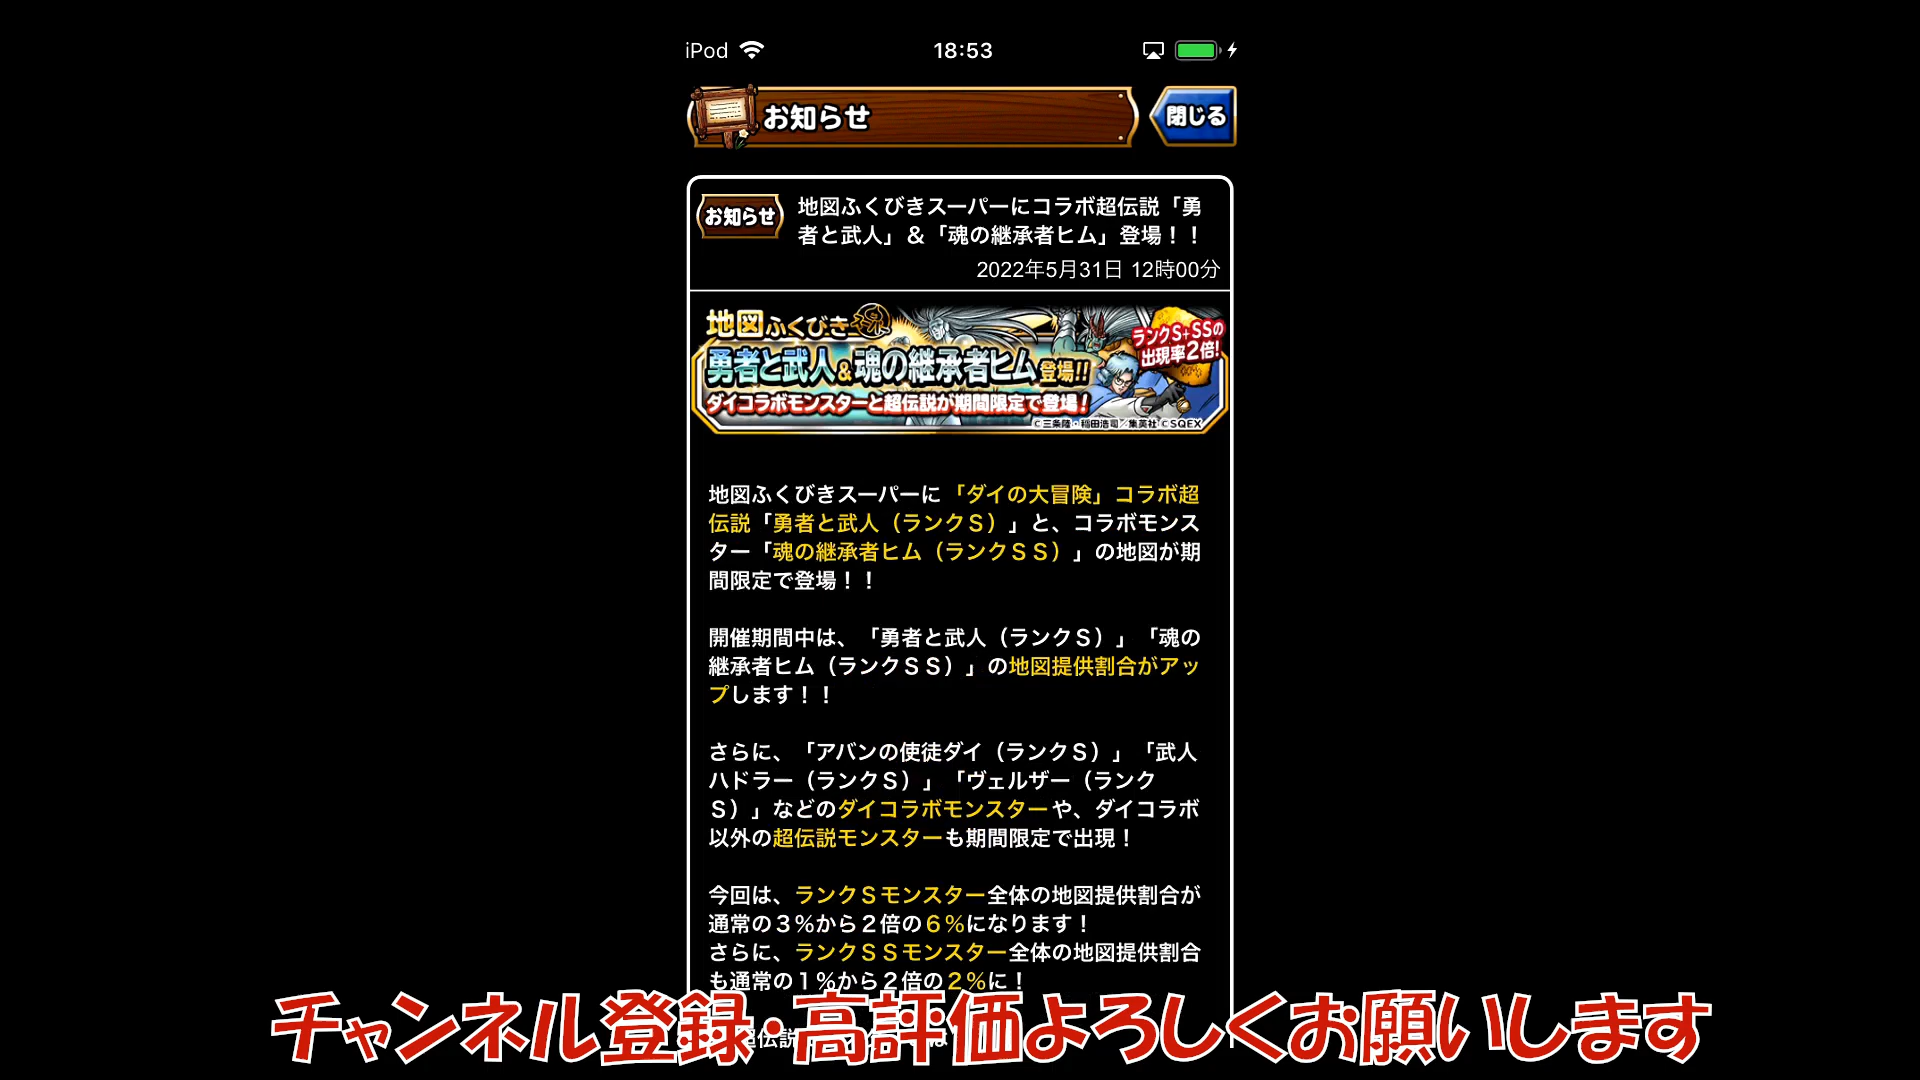 iPod
18:53
お知らせ
閉じる
お知らせ
地図ふくびきスーパーにコラボ超伝説「勇
者と武人」＆「魂の継承者ヒム」登場！！
2022年5月31日 12時00分
地図ふくびき
ランクS+SSの
出現率2倍!
勇者と武人&魂の継承者ヒム登場!!
ダイコラボモンスターと超伝説が期間限定で登場!
©三条陸・稲田浩司／集英社 ©SQEX
地図ふくびきスーパーに「ダイの大冒険」コラボ超
伝説「勇者と武人（ランクＳ）」と、コラボモンス
ター「魂の継承者ヒム（ランクＳＳ）」の地図が期
間限定で登場！！
開催期間中は、「勇者と武人（ランクＳ）」「魂の
継承者ヒム（ランクＳＳ）」の地図提供割合がアッ
プします！！
さらに、「アバンの使徒ダイ（ランクＳ）」「武人
ハドラー（ランクＳ）」「ヴェルザー（ランク
Ｓ）」などのダイコラボモンスターや、ダイコラボ
以外の超伝説モンスターも期間限定で出現！
今回は、ランクＳモンスター全体の地図提供割合が
通常の３％から２倍の６％になります！
さらに、ランクＳＳモンスター全体の地図提供割合
も通常の１％から２倍の２％に！
チャンネル登録・高評価よろしくお願いします